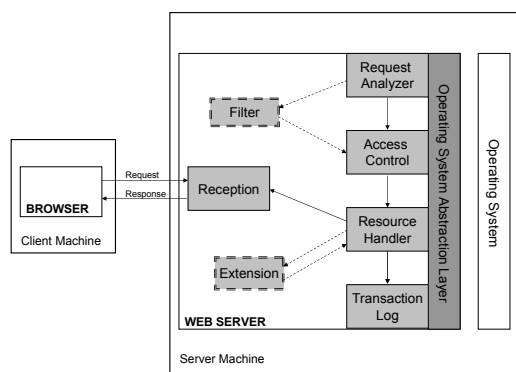 Request
Analyzer
Filter
Access
Control
Request
Response
BROWSER
Client Machine
Reception
Resource
Handler
Extension
Transaction
Log
WEB SERVER
Server Machine
Operating System Abstraction Layer
Operating System